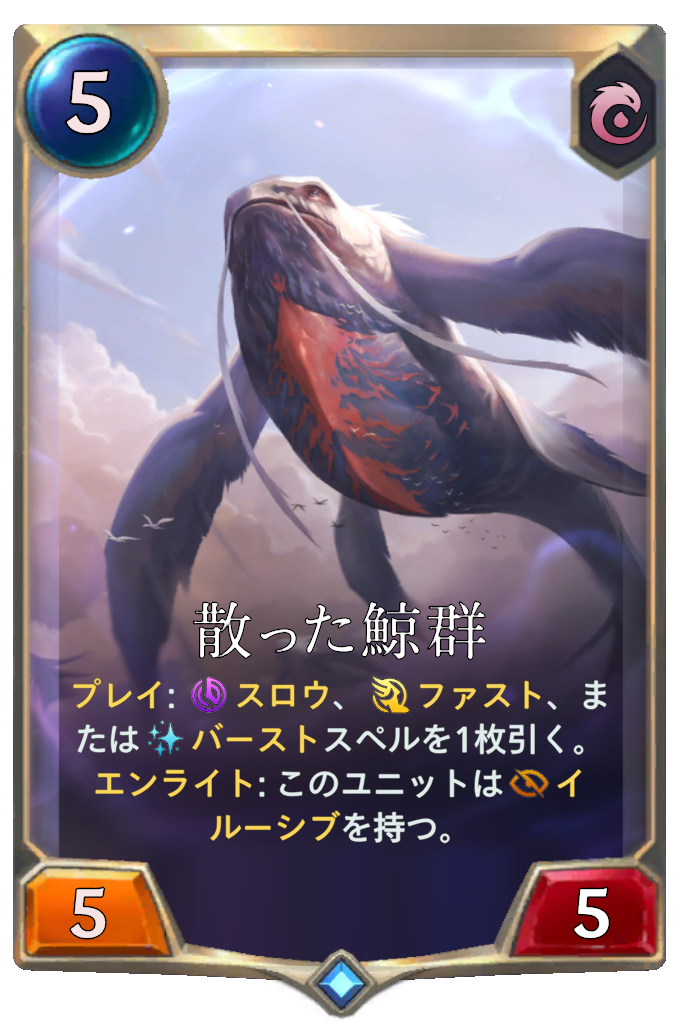 5
散った鯨群
プレイ: スロウ、 ファスト、ま
たは バーストスペルを1枚引く。
エンライト: このユニットは イ
ルーシブを持つ。
5
5